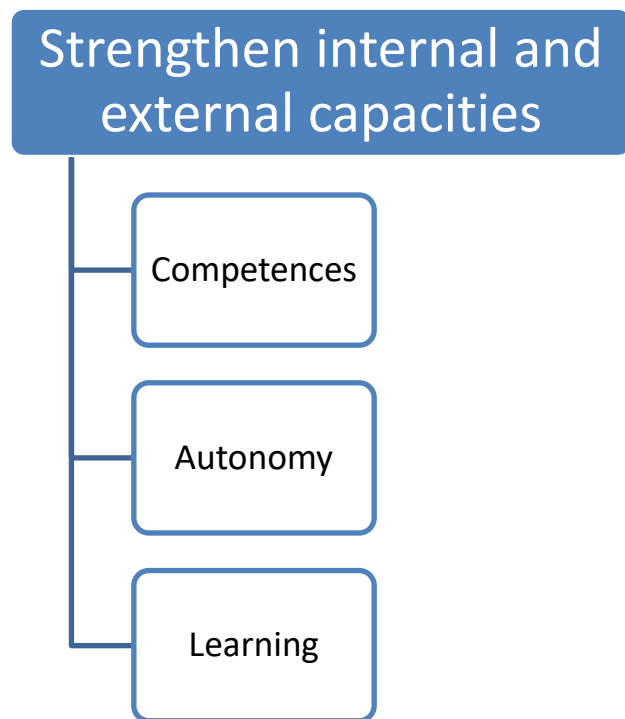 Strengthen internal and
external capacities
Competences
Autonomy
Learning